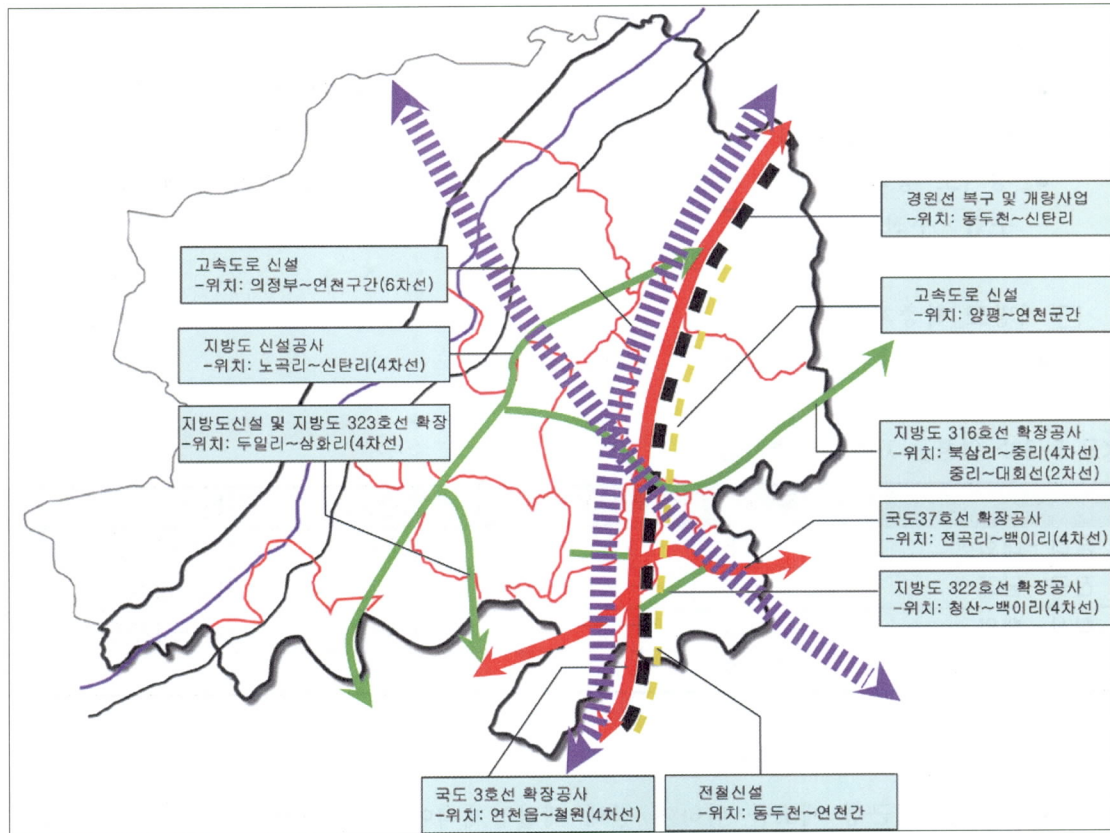 경원선 복구 및 개량사업
-위치: 동두천~신탄리
고속도로 신설
-위치: 의정부~연천구간(6차선)
고속도로 신설
-위치: 양평~연천군간
지방도 신설공사
-위치: 노곡리~신탄리(4차선)
지방도신설 및 지방도 323호선 확장
-위치: 두일리~삼화리(4차선)
지방도 316호선 확장공사
-위치: 북삼리~중리(4차선)
중리~대회선(2차선)
국도37호선 확장공사
-위치: 전곡리~백이리(4차선)
지방도 322호선 확장공사
-위치: 청산~백이리(4차선)
국도 3호선 확장공사
-위치: 연천읍~철원(4차선)
전철신설
-위치: 동두천~연천간